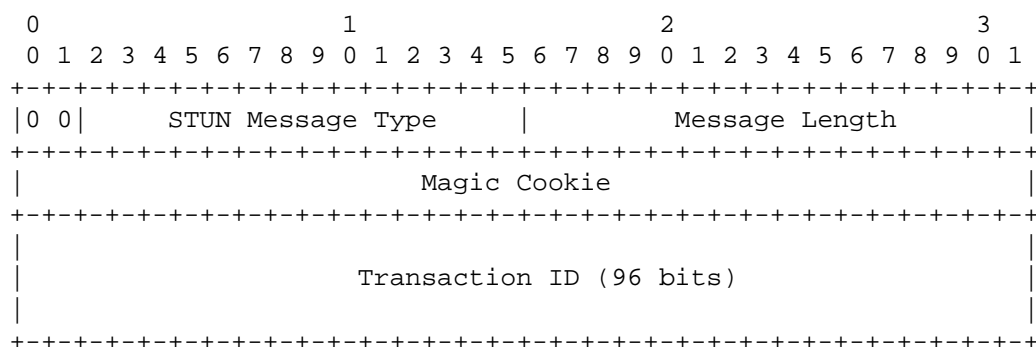 0                   1                   2                   3
 0 1 2 3 4 5 6 7 8 9 0 1 2 3 4 5 6 7 8 9 0 1 2 3 4 5 6 7 8 9 0 1
+-+-+-+-+-+-+-+-+-+-+-+-+-+-+-+-+-+-+-+-+-+-+-+-+-+-+-+-+-+-+-+-+
|0 0|     STUN Message Type     |         Message Length        |
+-+-+-+-+-+-+-+-+-+-+-+-+-+-+-+-+-+-+-+-+-+-+-+-+-+-+-+-+-+-+-+-+
|                         Magic Cookie                          |
+-+-+-+-+-+-+-+-+-+-+-+-+-+-+-+-+-+-+-+-+-+-+-+-+-+-+-+-+-+-+-+-+
|                                                               |
|                     Transaction ID (96 bits)                  |
|                                                               |
+-+-+-+-+-+-+-+-+-+-+-+-+-+-+-+-+-+-+-+-+-+-+-+-+-+-+-+-+-+-+-+-+